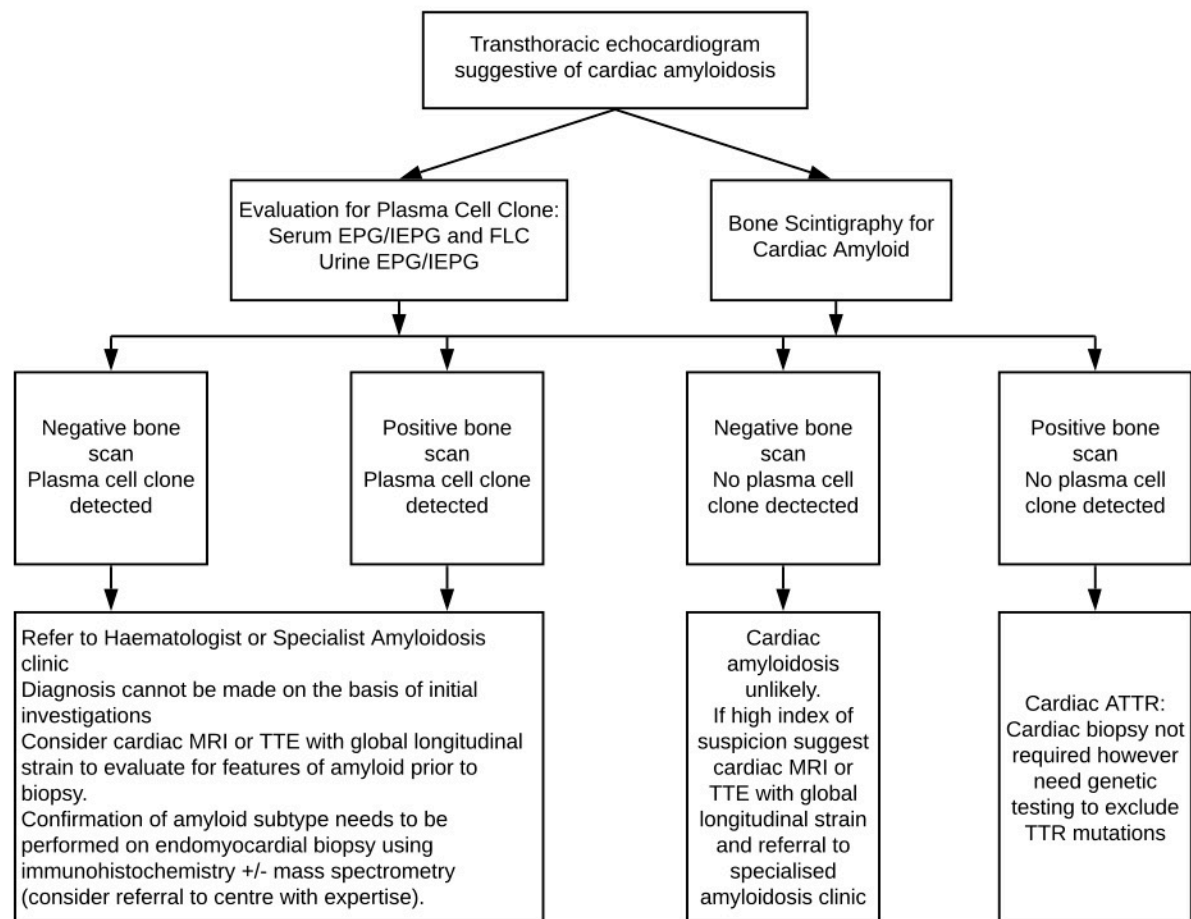 Transthoracic echocardiogram
suggestive of cardiac amyloidosis
Evaluation for Plasma Cell Clone:
Serum EPG/IEPG and FLC
Urine EPG/IEPG
Bone Scintigraphy for
Cardiac Amyloid
Negative bone
scan
Plasma cell clone
detected
Positive bone
scan
Plasma cell clone
detected
Negative bone
scan
No plasma cell
clone dectected
Positive bone
scan
No plasma cell
clone detected
Refer to Haematologist or Specialist Amyloidosis
clinic
Diagnosis cannot be made on the basis of initial
investigations
Consider cardiac MRI or TTE with global longitudinal
strain to evaluate for features of amyloid prior to
biopsy.
Confirmation of amyloid subtype needs to be
performed on endomyocardial biopsy using
immunohistochemistry +/- mass spectrometry
(consider referral to centre with expertise).
Cardiac
amyloidosis
unlikely.
If high index of
suspicion suggest
cardiac MRI or
TTE with global
longitudinal strain
and referral to
specialised
amyloidosis clinic
Cardiac ATTR:
Cardiac biopsy not
required however
need genetic
testing to exclude
TTR mutations